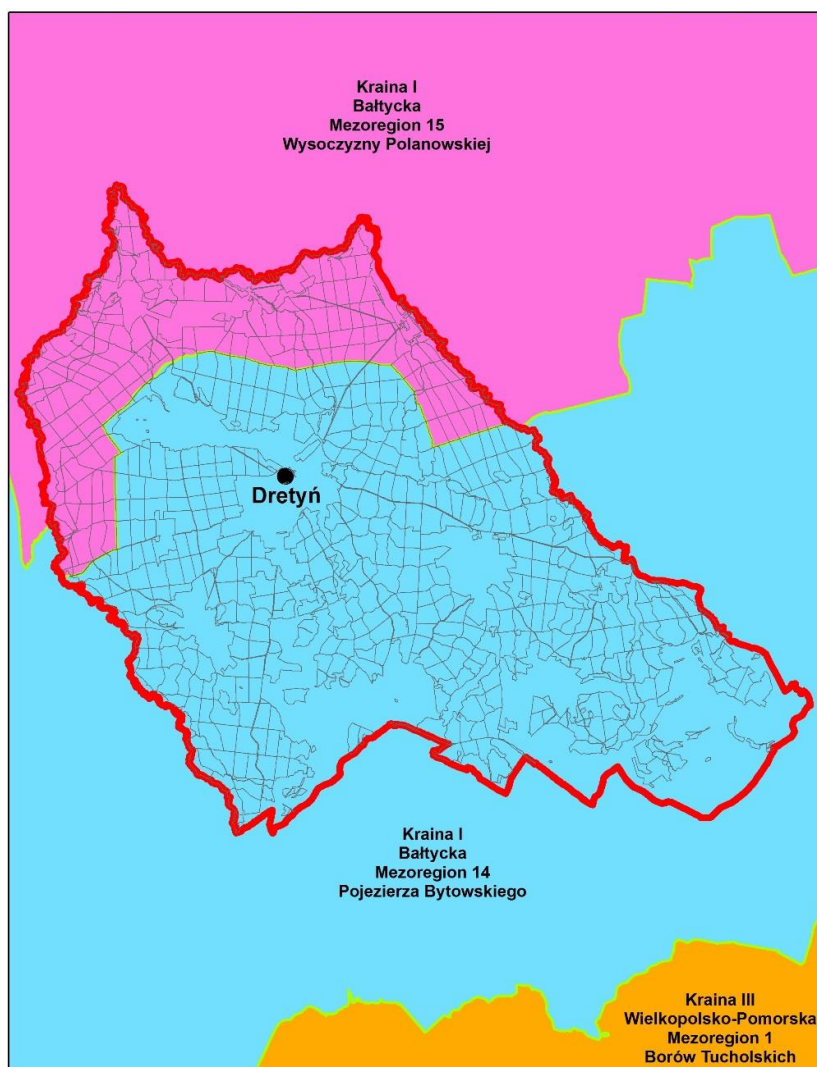 Kraina I
Bałtycka
Mezoregion 15
Wysoczyzny Polanowskiej
Dretyń
Kraina I
Bałtycka
Mezoregion 14
Pojezierza Bytowskiego
Kraina III
Wielkopolsko-Pomorska
Mezoregion 1
Borów Tucholskich